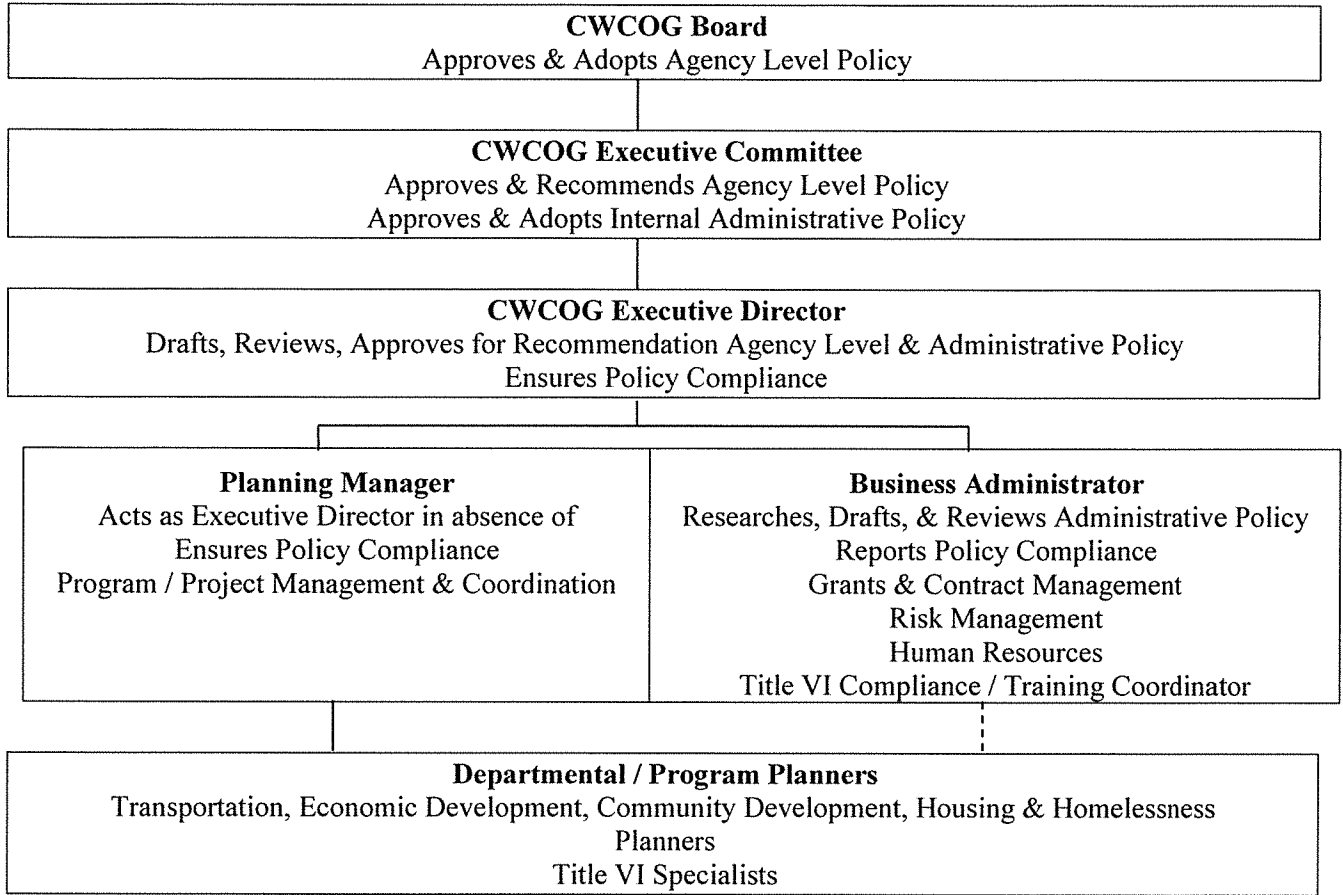 CWCOG Board
Approves & Adopts Agency Level Policy
CWCOG Executive Committee
Approves & Recommends Agency Level Policy
Approves & Adopts Internal Administrative Policy
CWCOG Executive Director
Drafts, Reviews, Approves for Recommendation Agency Level & Administrative Policy
Ensures Policy Compliance
Planning Manager
Acts as Executive Director in absence of
Ensures Policy Compliance
Program / Project Management & Coordination
Business Administrator
Researches, Drafts, & Reviews Administrative Policy
Reports Policy Compliance
Grants & Contract Management
Risk Management
Human Resources
Title VI Compliance / Training Coordinator
Departmental / Program Planners
Transportation, Economic Development, Community Development, Housing & Homelessness
Planners
Title VI Specialists